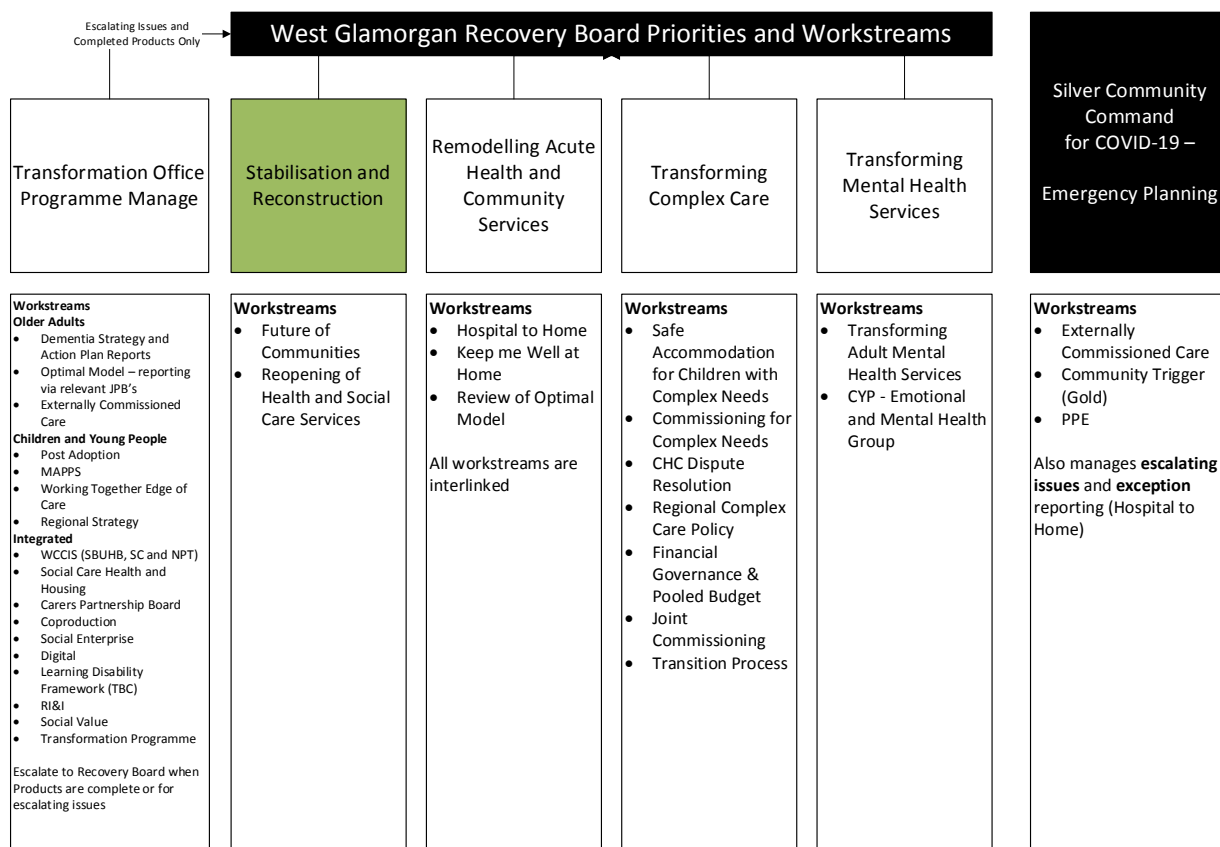 Escalating Issues and
Completed Products Only
West Glamorgan Recovery Board Priorities and Workstreams
Transformation Office
Programme Manage
Stabilisation and
Reconstruction
Remodelling Acute
Health and
Community
Services
Transforming
Complex Care
Transforming
Mental Health
Services
Silver Community
Command
for COVID-19 –
Emergency Planning
Workstreams
Older Adults
• Dementia Strategy and
Action Plan Reports
• Optimal Model – reporting
via relevant JPB’s
• Externally Commissioned
Care
Children and Young People
• Post Adoption
• MAPPS
• Working Together Edge of
Care
• Regional Strategy
Integrated
• WCCIS (SBUHB, SC and NPT)
• Social Care Health and
Housing
• Carers Partnership Board
• Coproduction
• Social Enterprise
• Digital
• Learning Disability
Framework (TBC)
• RI&I
• Social Value
• Transformation Programme
Escalate to Recovery Board when
Products are complete or for
escalating issues
Workstreams
• Future of
Communities
• Reopening of
Health and Social
Care Services
Workstreams
• Hospital to Home
• Keep me Well at
Home
• Review of Optimal
Model
All workstreams are
interlinked
Workstreams
• Safe
Accommodation
for Children with
Complex Needs
• Commissioning for
Complex Needs
• CHC Dispute
Resolution
• Regional Complex
Care Policy
• Financial
Governance &
Pooled Budget
• Joint
Commissioning
• Transition Process
Workstreams
• Transforming
Adult Mental
Health Services
• CYP - Emotional
and Mental Health
Group
Workstreams
• Externally
Commissioned Care
• Community Trigger
(Gold)
• PPE
Also manages escalating
issues and exception
reporting (Hospital to
Home)